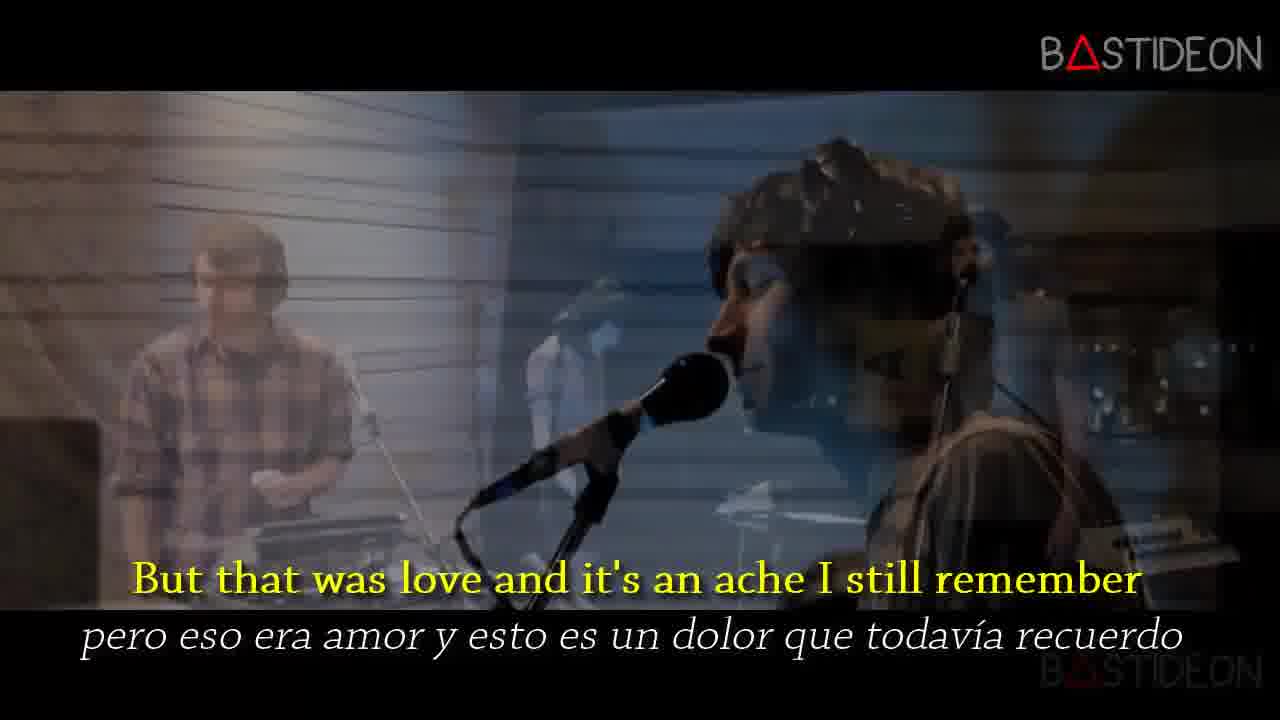 BASTIDEON
But that was love and it's an ache I still remember
pero eso era amor y esto es un dolor que todavía recuerdo
BASTIDEON